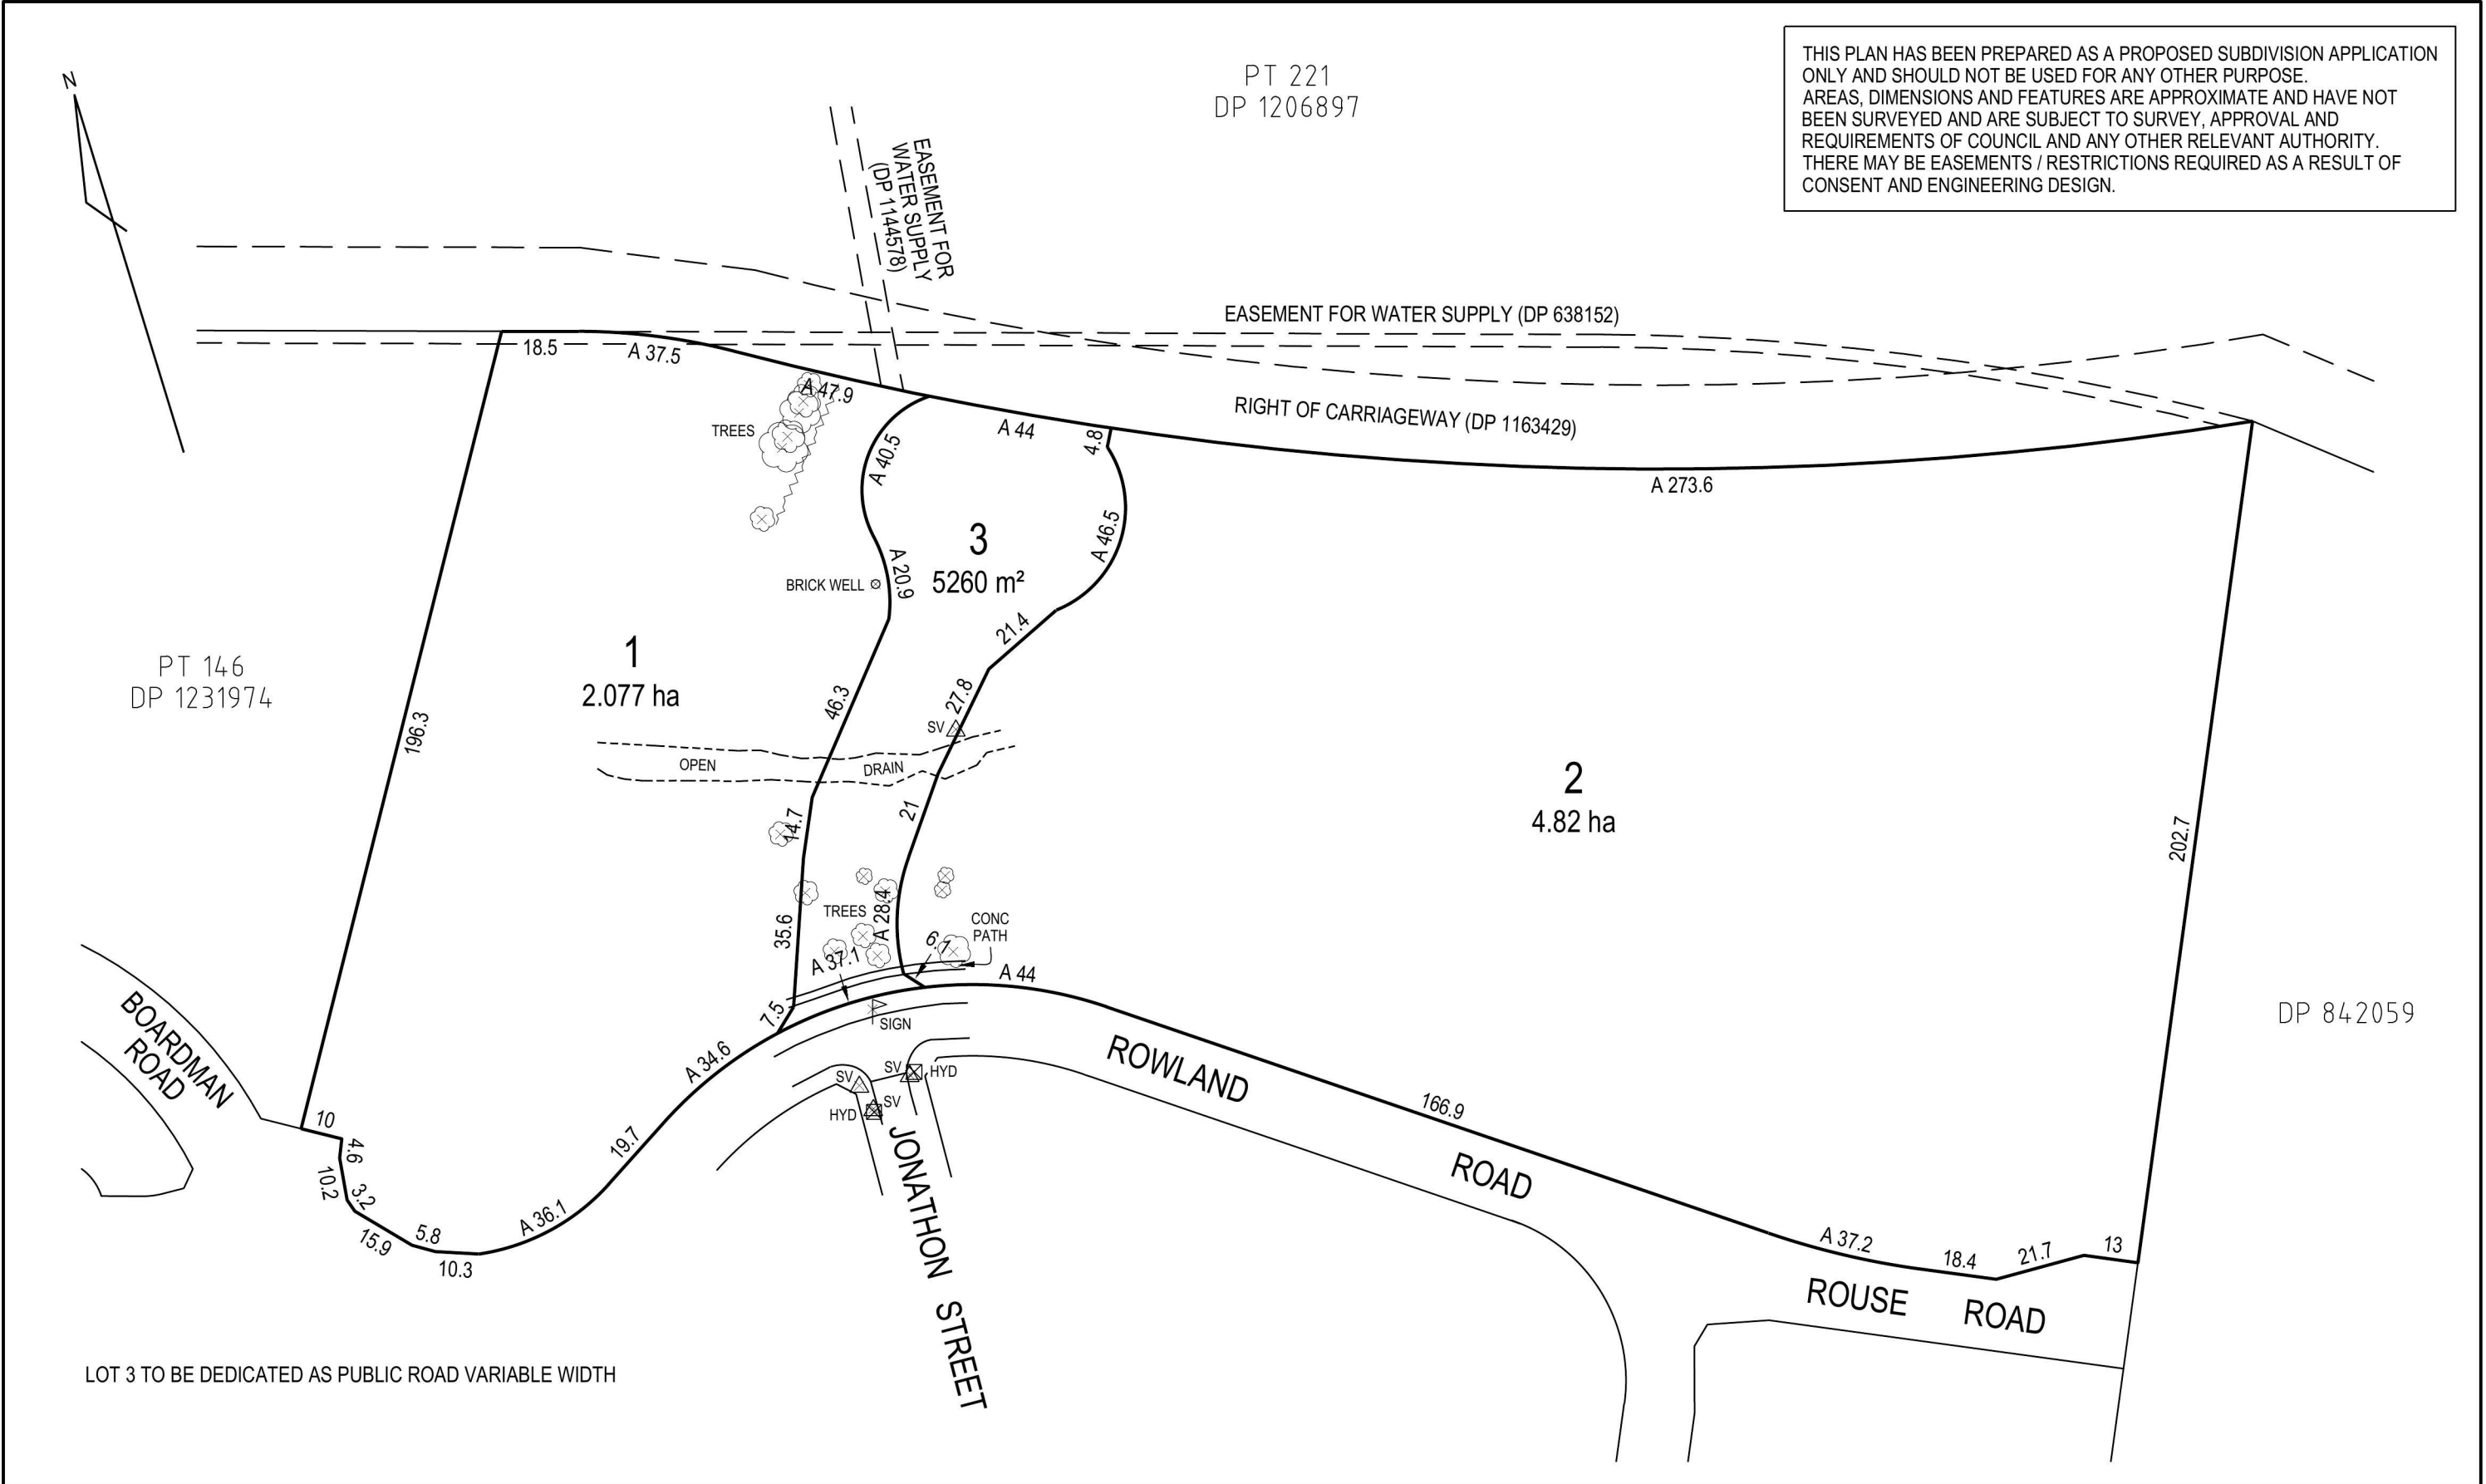 N
PT 221
DP 1206897
THIS PLAN HAS BEEN PREPARED AS A PROPOSED SUBDIVISION APPLICATION
ONLY AND SHOULD NOT BE USED FOR ANY OTHER PURPOSE.
AREAS, DIMENSIONS AND FEATURES ARE APPROXIMATE AND HAVE NOT
BEEN SURVEYED AND ARE SUBJECT TO SURVEY, APPROVAL AND
REQUIREMENTS OF COUNCIL AND ANY OTHER RELEVANT AUTHORITY.
THERE MAY BE EASEMENTS / RESTRICTIONS REQUIRED AS A RESULT OF
CONSENT AND ENGINEERING DESIGN.
EASEMENT FOR
WATER SUPPLY
(DP 1144578)
EASEMENT FOR WATER SUPPLY (DP 638152)
18.5
A 37.5
A 47.9
RIGHT OF CARRIAGEWAY (DP 1163429)
TREES
A 40.5
A 44
4.8
A 273.6
3
5260 m²
A 46.5
A 20.9
BRICK WELL
21.4
1
2.077 ha
PT 146
DP 1231974
196.3
46.3
27.8
SV
OPEN
DRAIN
2
4.82 ha
202.7
14.7
21
TREES
35.6
A 28.4
CONC
PATH
6.1
A 37.1
A 44
7.5
SIGN
DP 842059
BOARDMAN
ROAD
A 34.6
SV
SV
HYD
HYD
SV
ROWLAND
ROAD
166.9
10
4.6
10.2
3.2
15.9
5.8
10.3
A 36.1
19.7
JONATHON STREET
A 37.2
18.4
21.7
13
ROUSE ROAD
LOT 3 TO BE DEDICATED AS PUBLIC ROAD VARIABLE WIDTH